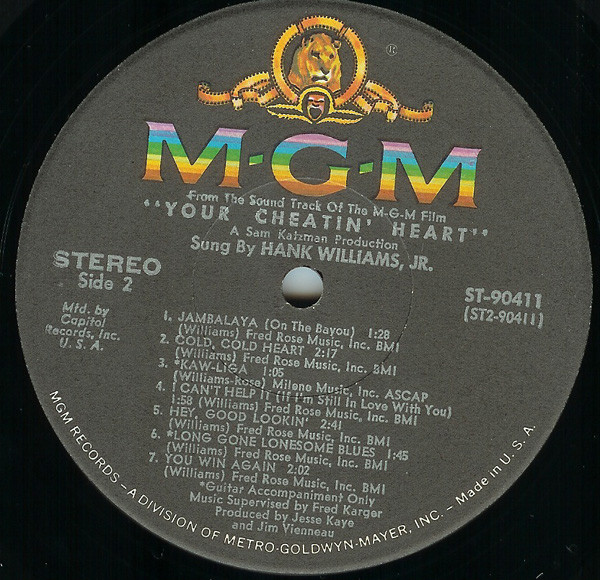 ®
M-G-M
From The Sound Track Of The M-G-M Film
"YOUR CHEATIN' HEART"
A Sam Katzman Production
Sung By HANK WILLIAMS, JR.
STEREO
Side 2
Mfd. by
Capitol
Records, Inc.
U. S. A.
ST-90411
(ST2-90411)
1. JAMBALAYA (On The Bayou) 1:28
(Williams) Fred Rose Music, Inc. BMI
2. COLD, COLD HEART 2:17
(Williams) Fred Rose Music, Inc. BMI
3. *KAW-LIGA 1:05
(Williams-Rose) Milene Music, Inc. ASCAP
4. I CAN'T HELP IT (If I'm Still In Love With You)
1:58 (Williams) Fred Rose Music, Inc. BMI
5. HEY, GOOD LOOKIN' 2:41
(Williams) Fred Rose Music, Inc. BMI
6. *LONG GONE LONESOME BLUES 1:45
(Williams) Fred Rose Music, Inc. BMI
7. YOU WIN AGAIN 2:02
(Williams) Fred Rose Music, Inc. BMI
*Guitar Accompaniment Only
Music Supervised by Fred Karger
Produced by Jesse Kaye
and Jim Vienneau
MGM RECORDS – A DIVISION OF METRO-GOLDWYN-MAYER, INC. – Made in U. S. A.